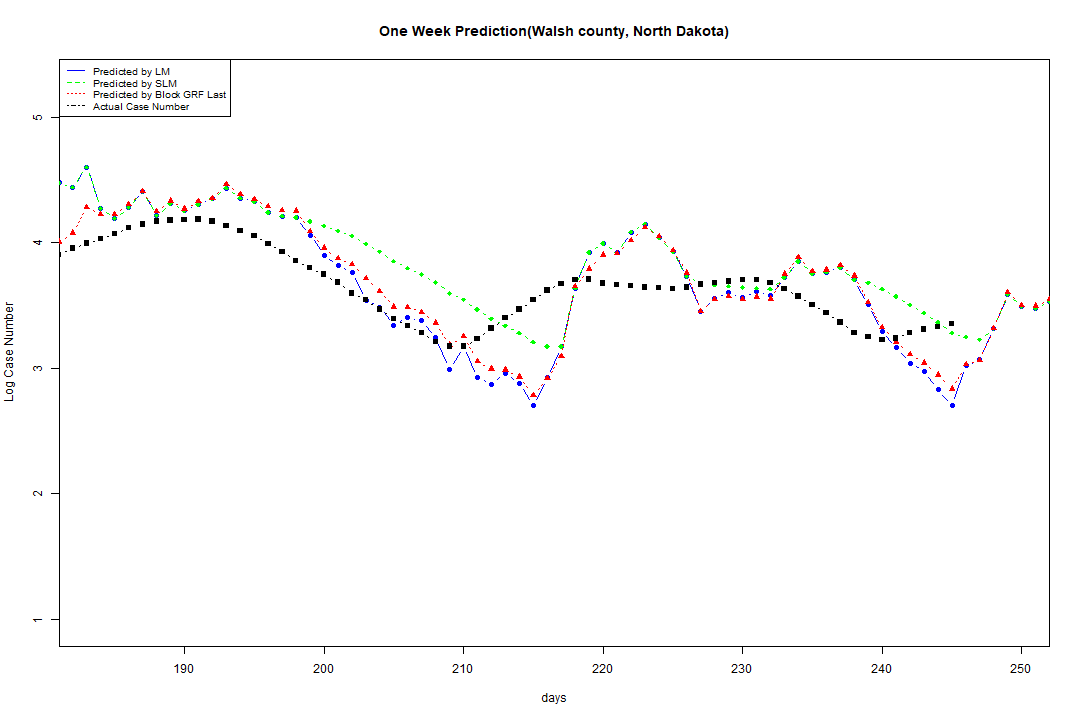 One Week Prediction(Walsh county, North Dakota)
Predicted by LM
Predicted by SLM
Predicted by Block GRF Last
Actual Case Number
5
4
3
2
1
Log Case Number
190 200 210 220 230 240 250
days